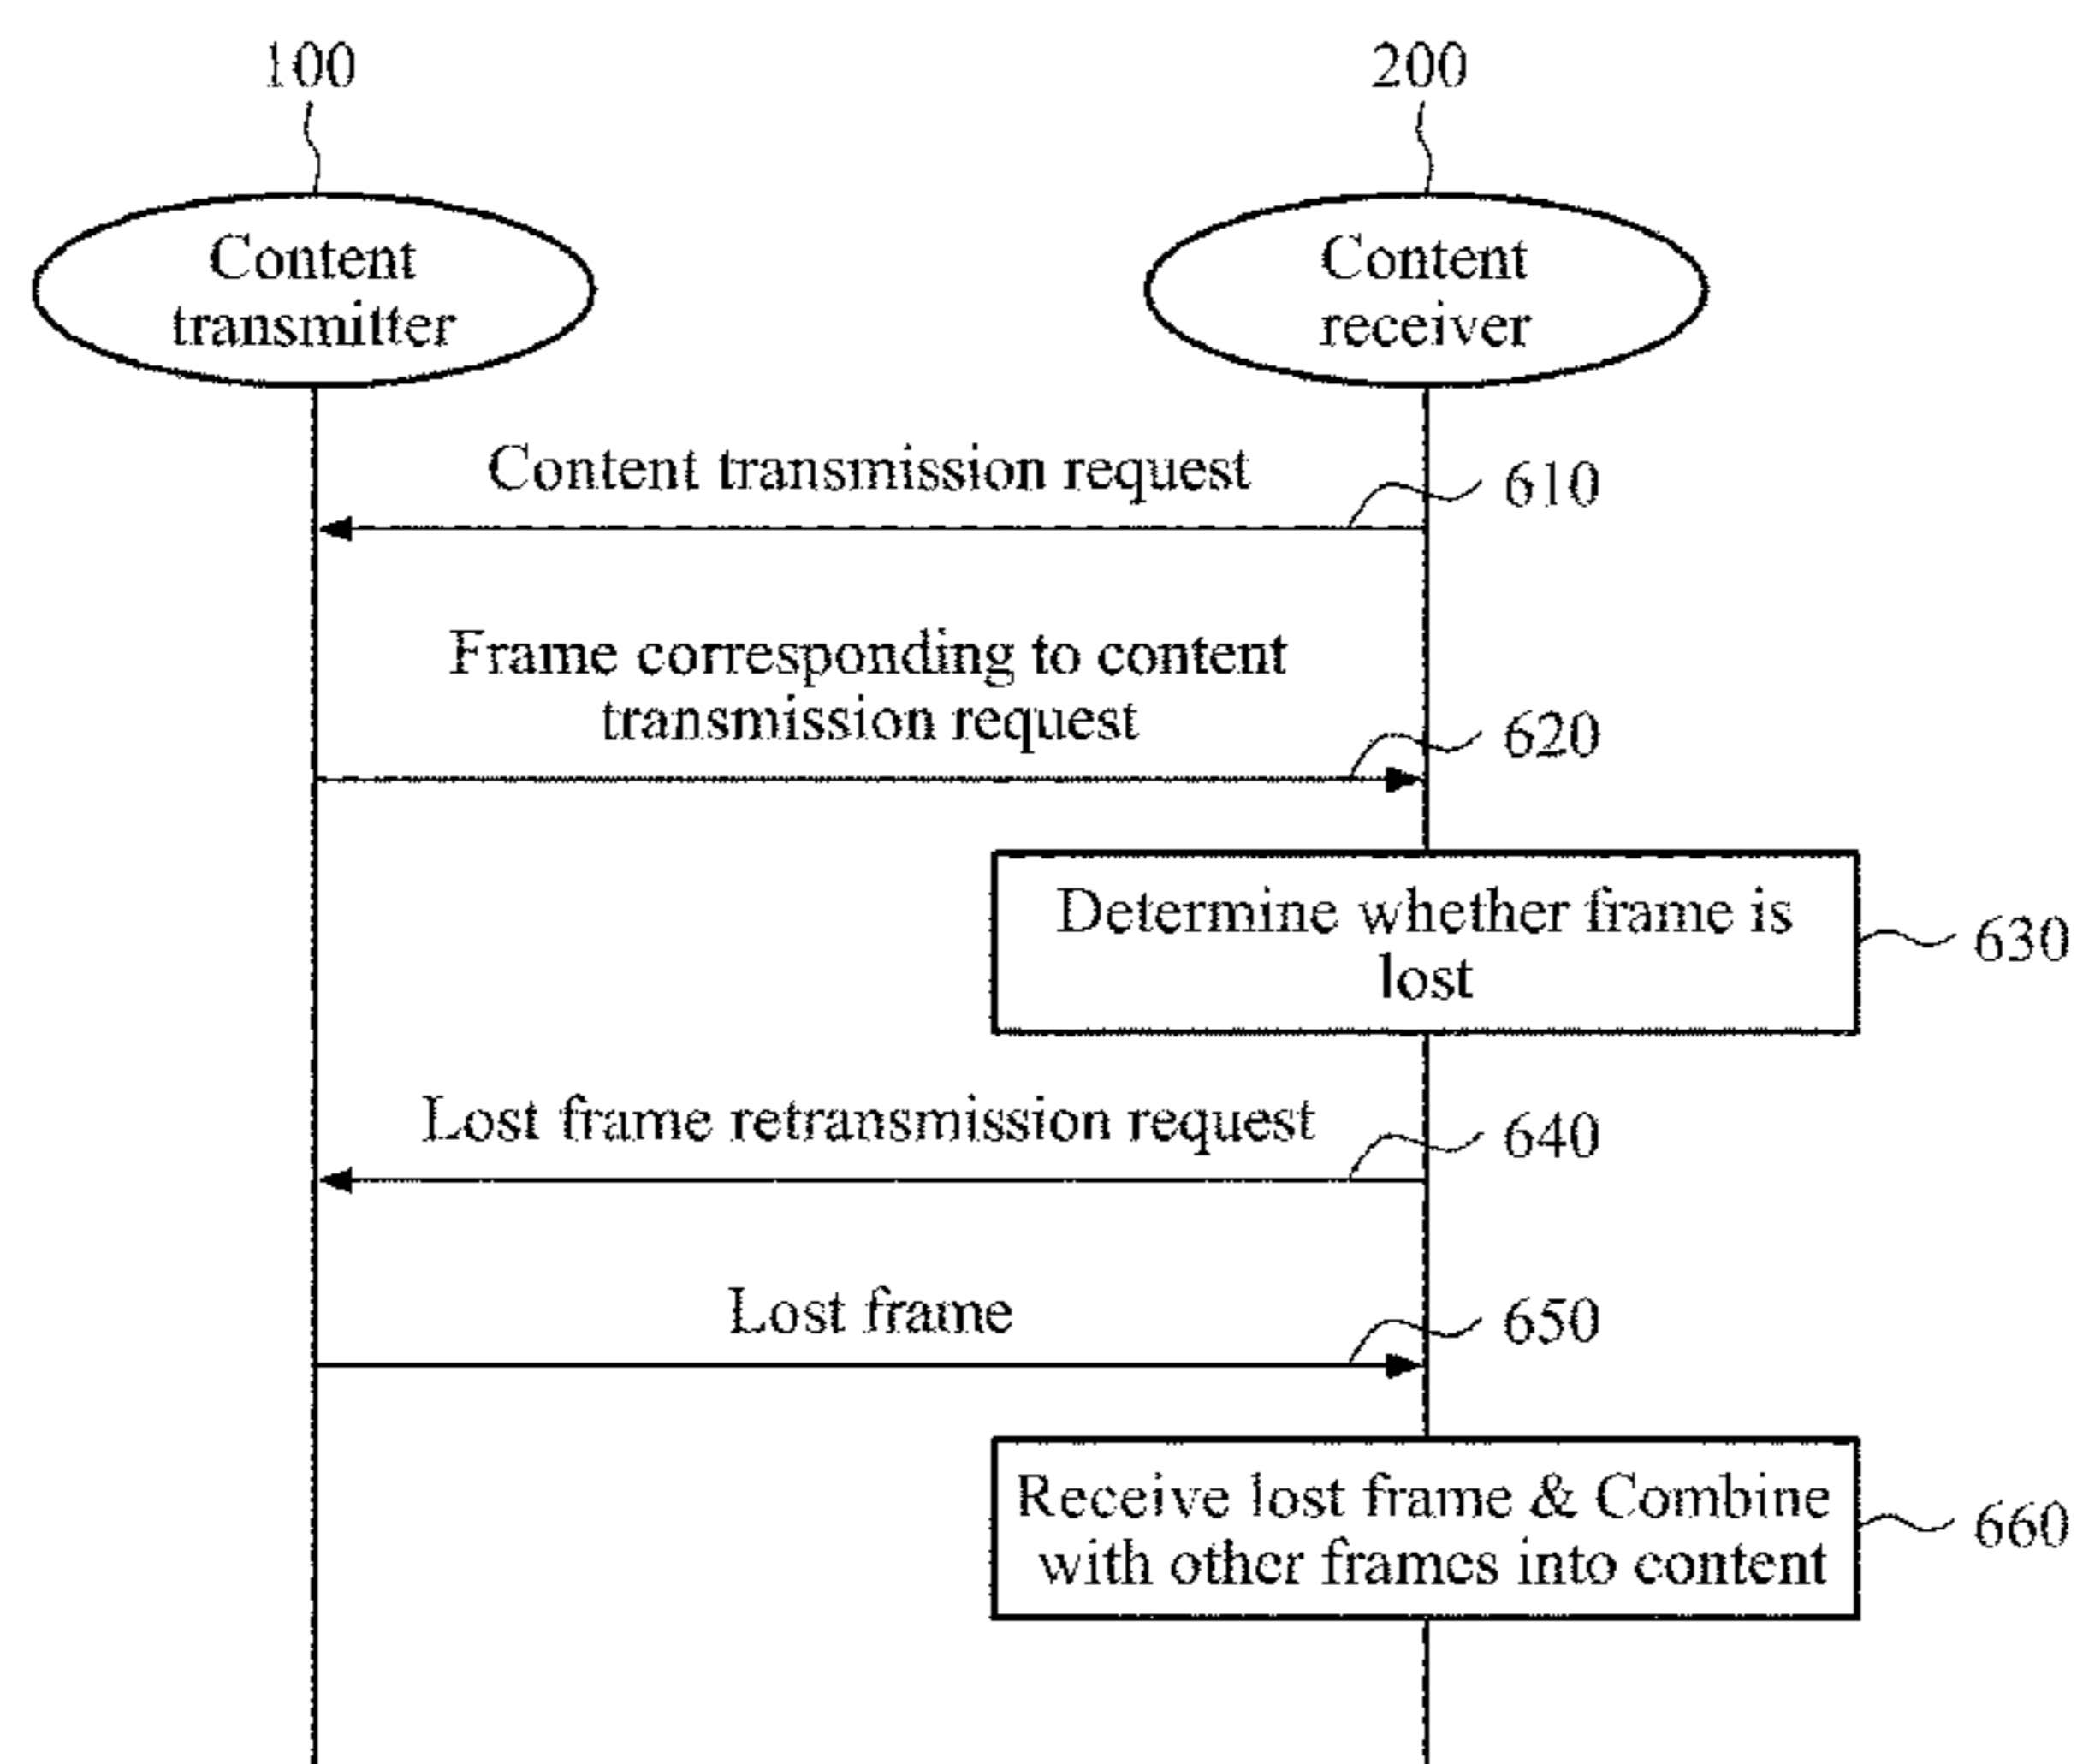 100
200
Content
transmitter
Content
receiver
Content transmission request
610
Frame corresponding to content
transmission request
620
Determine whether frame is
lost
630
Lost frame retransmission request
640
Lost frame
650
Receive lost frame & Combine
with other frames into content
660